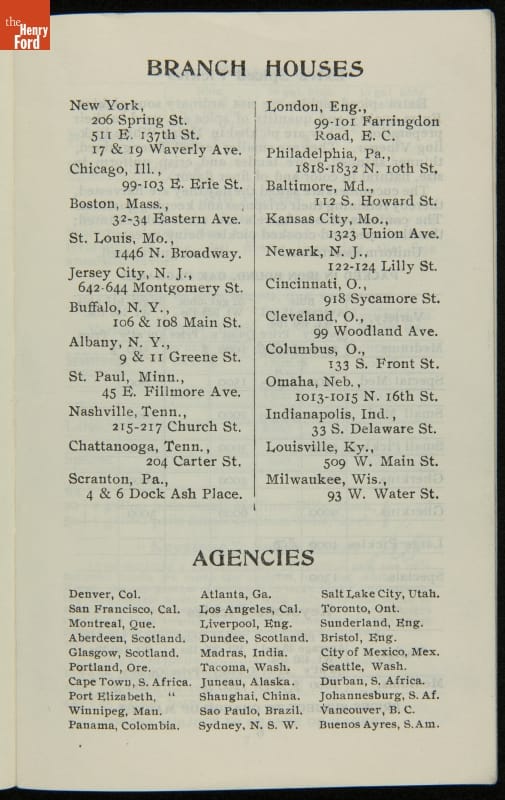 the
Henry
Ford
BRANCH HOUSES
New York,
206 Spring St.
511 E. 137th St.
17 & 19 Waverly Ave.
Chicago, Ill.,
99-103 E. Erie St.
Boston, Mass.,
32-34 Eastern Ave.
St. Louis, Mo.,
1446 N. Broadway.
Jersey City, N. J.,
642-644 Montgomery St.
Buffalo, N. Y.,
106 & 108 Main St.
Albany, N. Y.,
9 & 11 Greene St.
St. Paul, Minn.,
45 E. Fillmore Ave.
Nashville, Tenn.,
215-217 Church St.
Chattanooga, Tenn.,
204 Carter St.
Scranton, Pa.,
4 & 6 Dock Ash Place.
London, Eng.,
99-101 Farringdon
Road, E. C.
Philadelphia, Pa.,
1818-1832 N. 10th St.
Baltimore, Md.,
112 S. Howard St.
Kansas City, Mo.,
1323 Union Ave.
Newark, N. J.,
122-124 Lilly St.
Cincinnati, O.,
918 Sycamore St.
Cleveland, O.,
99 Woodland Ave.
Columbus, O.,
133 S. Front St.
Omaha, Neb.,
1013-1015 N. 16th St.
Indianapolis, Ind.,
33 S. Delaware St.
Louisville, Ky.,
509 W. Main St.
Milwaukee, Wis.,
93 W. Water St.
AGENCIES
Denver, Col.
San Francisco, Cal.
Montreal, Que.
Aberdeen, Scotland.
Glasgow, Scotland.
Portland, Ore.
Cape Town, S. Africa.
Port Elizabeth, "
Winnipeg, Man.
Panama, Colombia.
Atlanta, Ga.
Los Angeles, Cal.
Liverpool, Eng.
Dundee, Scotland.
Madras, India.
Tacoma, Wash.
Juneau, Alaska.
Shanghai, China.
Sao Paulo, Brazil.
Sydney, N. S. W.
Salt Lake City, Utah.
Toronto, Ont.
Sunderland, Eng.
Bristol, Eng.
City of Mexico, Mex.
Seattle, Wash.
Durban, S. Africa.
Johannesburg, S. Af.
Vancouver, B. C.
Buenos Ayres, S. Am.